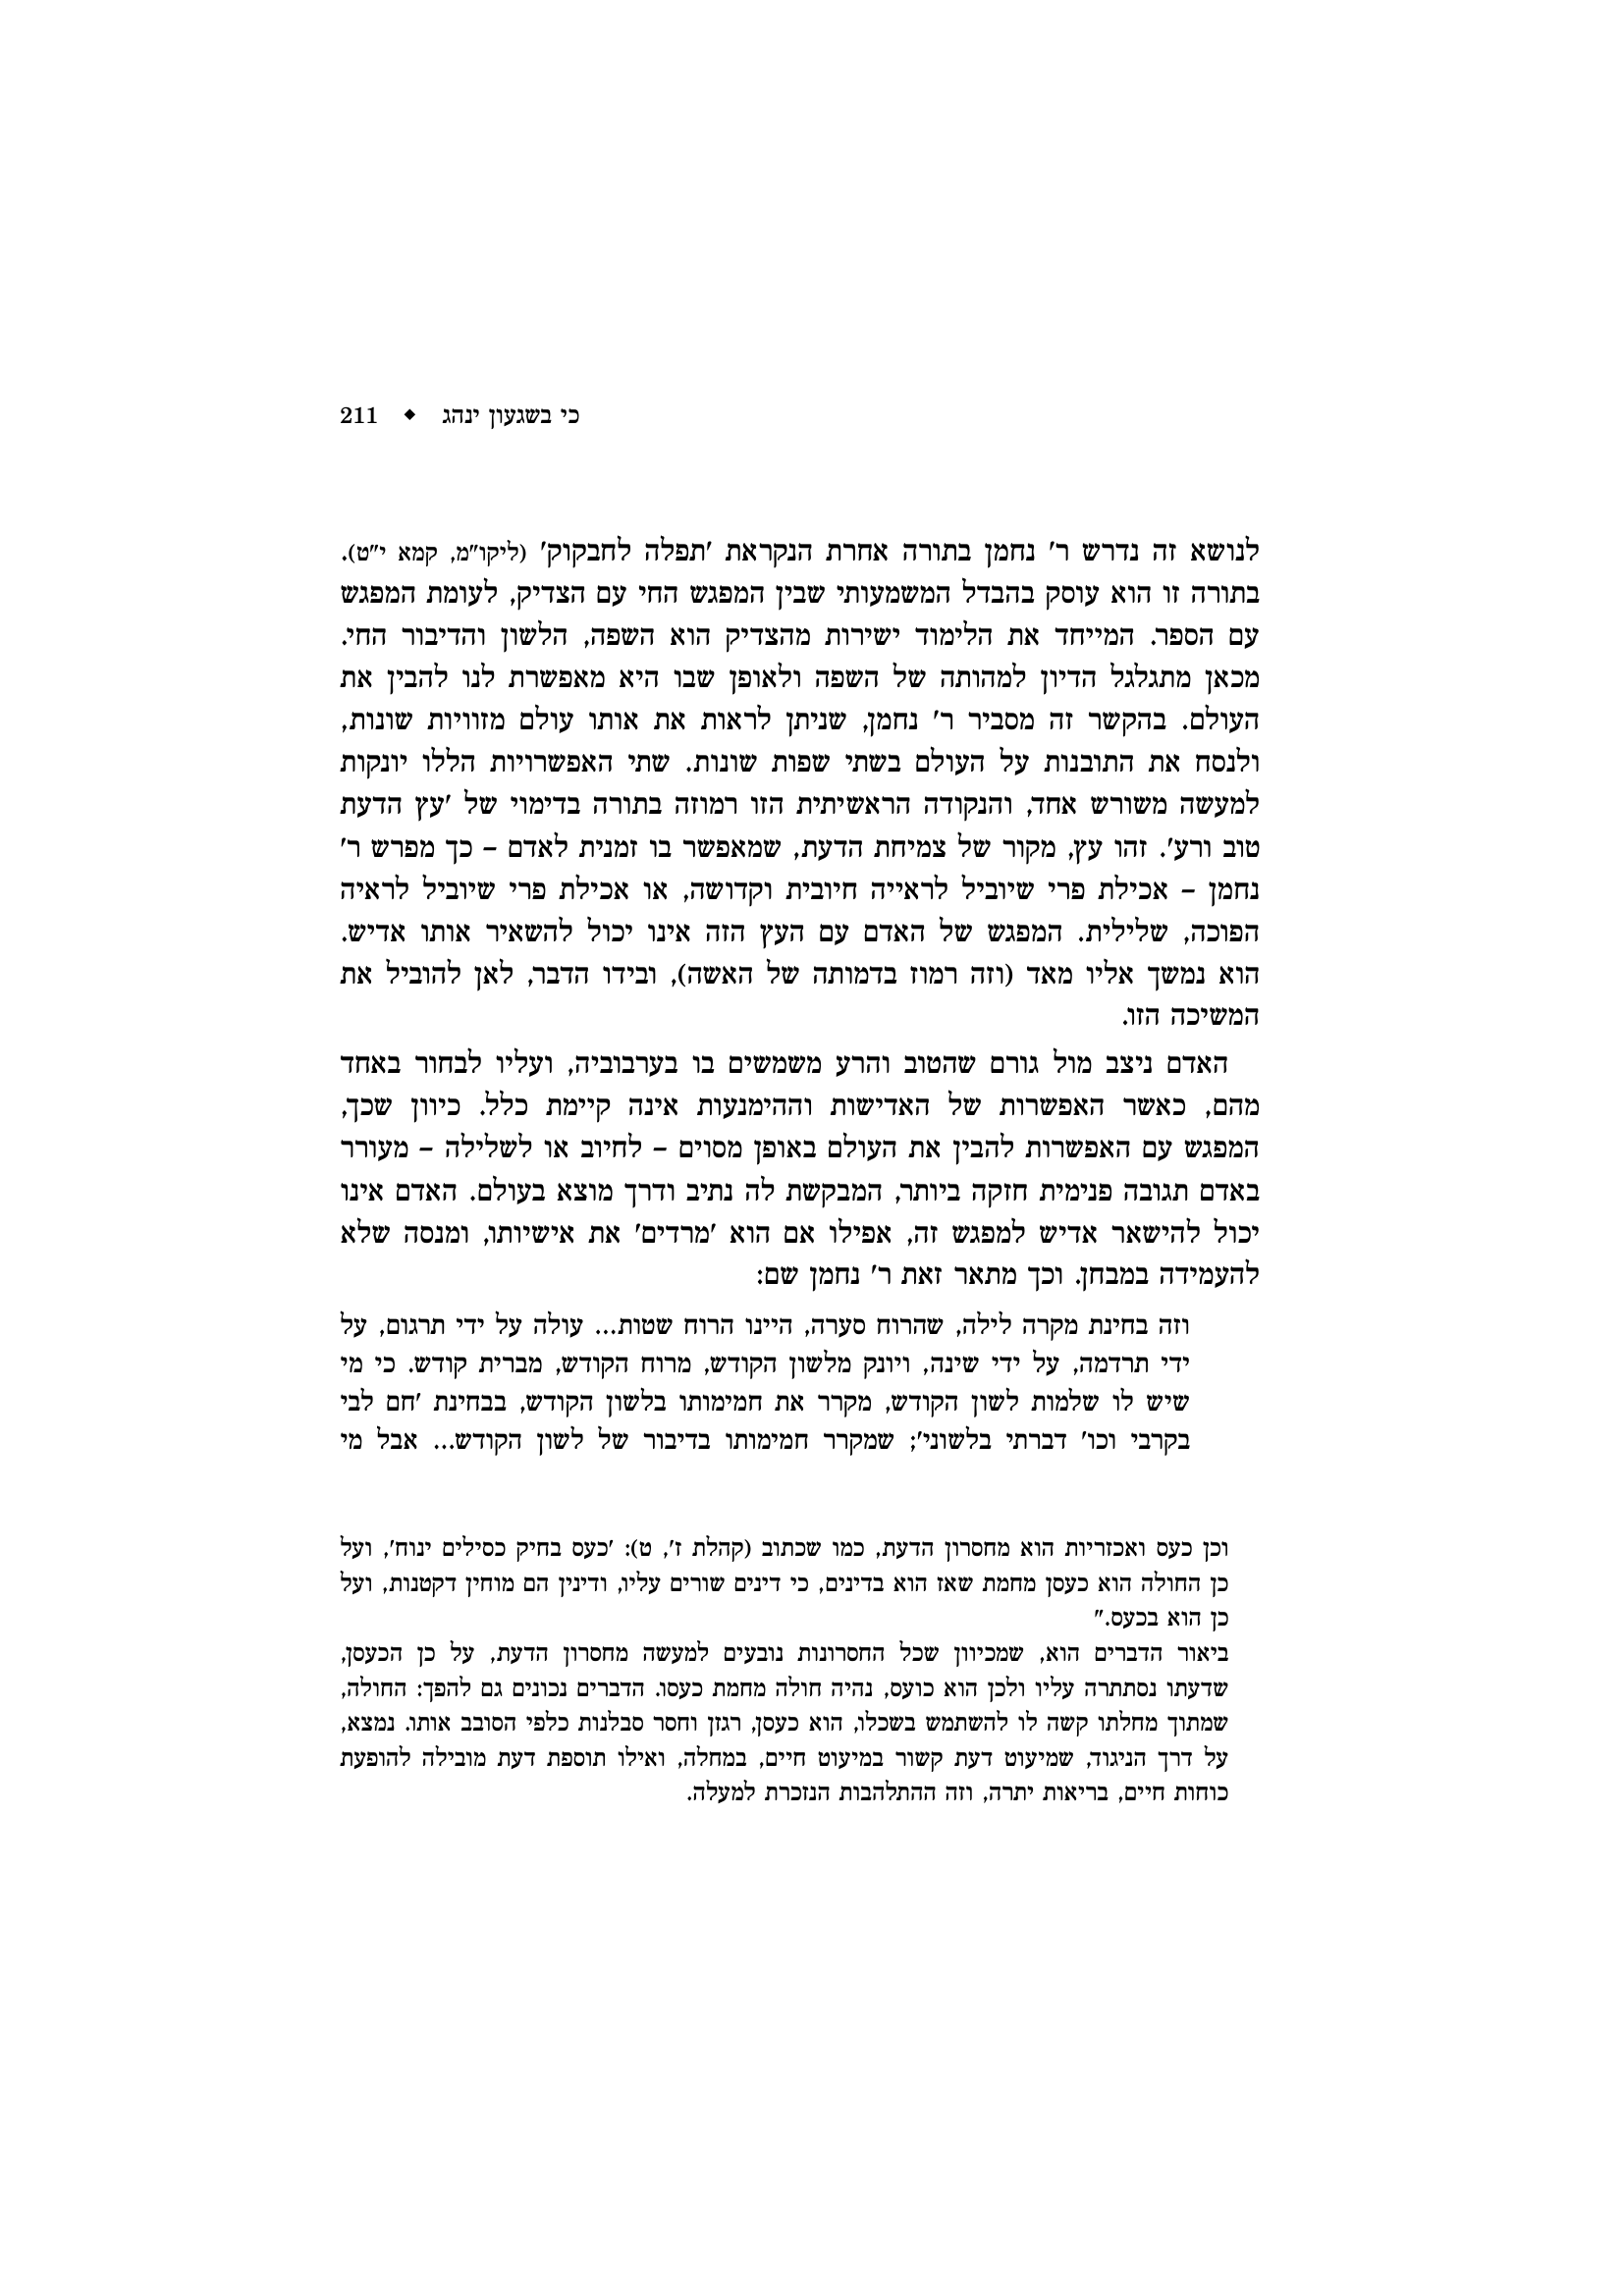 כי בשגעון ינהג ◆ 211
לנושא זה נדרש ר' נחמן בתורה אחרת הנקראת 'תפלה לחבקוק' (ליקו"מ, קמא י"ט).
בתורה זו הוא עוסק בהבדל המשמעותי שבין המפגש החי עם הצדיק, לעומת המפגש
עם הספר. המייחד את הלימוד ישירות מהצדיק הוא השפה, הלשון והדיבור החי.
מכאן מתגלגל הדיון למהותה של השפה ולאופן שבו היא מאפשרת לנו להבין את
העולם. בהקשר זה מסביר ר' נחמן, שניתן לראות את אותו עולם מזוויות שונות,
ולנסח את התובנות על העולם בשתי שפות שונות. שתי האפשרויות הללו יונקות
למעשה משורש אחד, והנקודה הראשיתית הזו רמוזה בתורה בדימוי של 'עץ הדעת
טוב ורע'. זהו עץ, מקור של צמיחת הדעת, שמאפשר בו זמנית לאדם – כך מפרש ר'
נחמן – אכילת פרי שיוביל לראייה חיובית וקדושה, או אכילת פרי שיוביל לראיה
הפוכה, שלילית. המפגש של האדם עם העץ הזה אינו יכול להשאיר אותו אדיש.
הוא נמשך אליו מאד (וזה רמוז בדמותה של האשה), ובידו הדבר, לאן להוביל את
המשיכה הזו.
האדם ניצב מול גורם שהטוב והרע משמשים בו בערבוביה, ועליו לבחור באחד
מהם, כאשר האפשרות של האדישות וההימנעות אינה קיימת כלל. כיוון שכך,
המפגש עם האפשרות להבין את העולם באופן מסוים – לחיוב או לשלילה – מעורר
באדם תגובה פנימית חזקה ביותר, המבקשת לה נתיב ודרך מוצא בעולם. האדם אינו
יכול להישאר אדיש למפגש זה, אפילו אם הוא 'מרדים' את אישיותו, ומנסה שלא
להעמידה במבחן. וכך מתאר זאת ר' נחמן שם:
וזה בחינת מקרה לילה, שהרוח סערה, היינו הרוח שטות... עולה על ידי תרגום, על
ידי תרדמה, על ידי שינה, ויונק מלשון הקודש, מרוח הקודש, מברית קודש. כי מי
שיש לו שלמות לשון הקודש, מקרר את חמימותו בלשון הקודש, בבחינת 'חם לבי
בקרבי וכו' דברתי בלשוני'; שמקרר חמימותו בדיבור של לשון הקודש... אבל מי
וכן כעס ואכזריות הוא מחסרון הדעת, כמו שכתוב (קהלת ז', ט): 'כעס בחיק כסילים ינוח', ועל
כן החולה הוא כעסן מחמת שאז הוא בדינים, כי דינים שורים עליו, ודינין הם מוחין דקטנות, ועל
כן הוא בכעס."
ביאור הדברים הוא, שמכיוון שכל החסרונות נובעים למעשה מחסרון הדעת, על כן הכעסן,
שדעתו נסתתרה עליו ולכן הוא כועס, נהיה חולה מחמת כעסו. הדברים נכונים גם להפך: החולה,
שמתוך מחלתו קשה לו להשתמש בשכלו, הוא כעסן, רגזן וחסר סבלנות כלפי הסובב אותו. נמצא,
על דרך הניגוד, שמיעוט דעת קשור במיעוט חיים, במחלה, ואילו תוספת דעת מובילה להופעת
כוחות חיים, בריאות יתרה, וזה ההתלהבות הנזכרת למעלה.